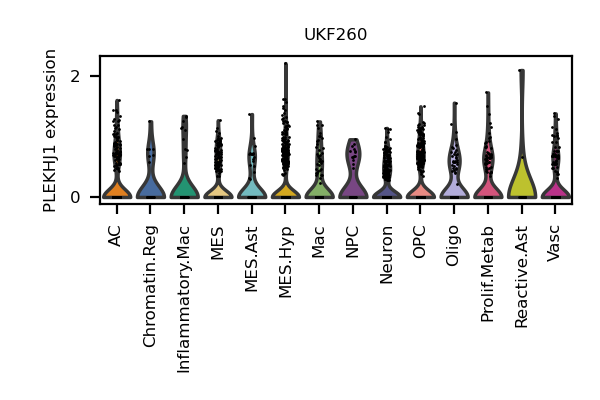 UKF260
PLEKHJ1 expression
2
0
AC
Chromatin.Reg
Inflammatory.Mac
MES
MES.Ast
MES.Hyp
Mac
NPC
Neuron
OPC
Oligo
Prolif.Metab
Reactive.Ast
Vasc